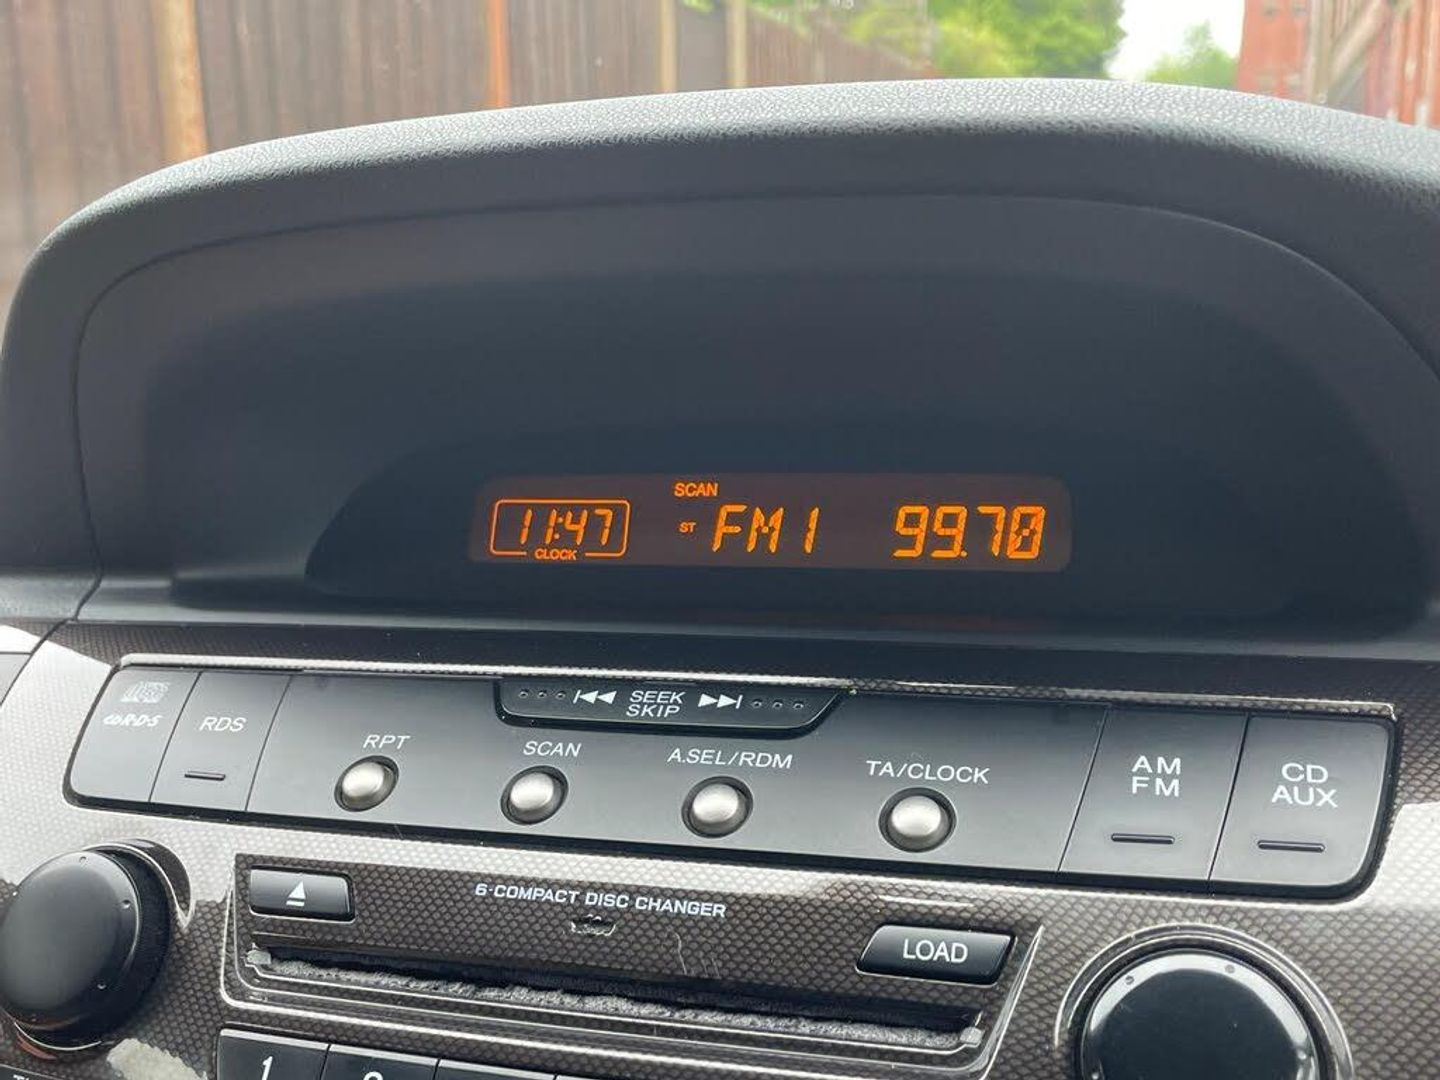 SCAN
11:47 ST FM1 99.70
CLOCK
SEEK
SKIP
RDS
RPT
SCAN
A.SEL/RDM
TA/CLOCK
AM
FM
CD
AUX
6-COMPACT DISC CHANGER
LOAD
1